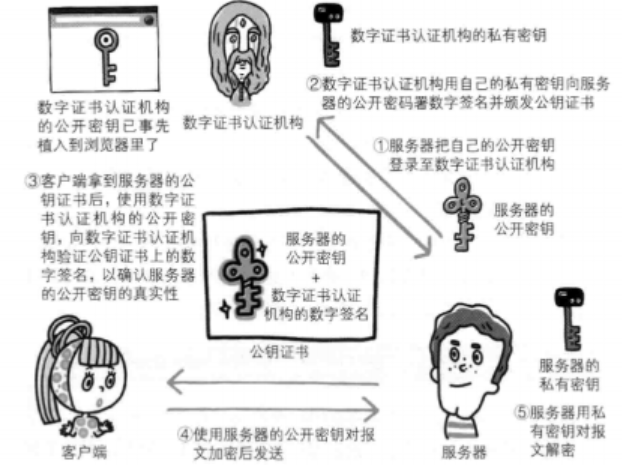 数字证书认证机构的私有密钥
②数字证书认证机构用自己的私有密钥向服务
器的公开密码署数字签名并颁发公钥证书
数字证书认证机构
的公开密钥已事先
植入到浏览器里了
数字证书认证机构
①服务器把自己的公开密钥
登录至数字证书认证机构
③客户端拿到服务器的公
钥证书后，使用数字证
书认证机构的公开密
钥，向数字证书认证机
构验证公钥证书上的数
字签名，以确认服务器
的公开密钥的真实性
服务器的
公开密钥
服务器的
公开密钥
+
数字证书认证
机构的数字签名
公钥证书
服务器的
私有密钥
⑤服务器用私
有密钥对报
文解密
④使用服务器的公开密钥对报
文加密后发送
客户端
服务器